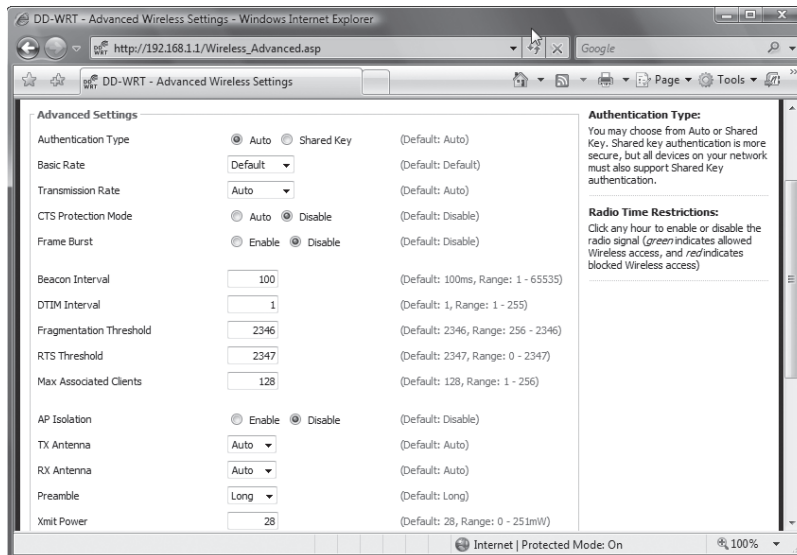 DD-WRT - Advanced Wireless Settings - Windows Internet Explorer
http://192.168.1.1/Wireless_Advanced.asp
Google
DD-WRT - Advanced Wireless Settings
Page
Tools
Advanced Settings
Authentication Type Auto Shared Key (Default: Auto)
Basic Rate Default (Default: Default)
Transmission Rate Auto (Default: Auto)
CTS Protection Mode Auto Disable (Default: Disable)
Frame Burst Enable Disable (Default: Disable)
Beacon Interval 100 (Default: 100ms, Range: 1 - 65535)
DTIM Interval 1 (Default: 1, Range: 1 - 255)
Fragmentation Threshold 2346 (Default: 2346, Range: 256 - 2346)
RTS Threshold 2347 (Default: 2347, Range: 0 - 2347)
Max Associated Clients 128 (Default: 128, Range: 1 - 256)
AP Isolation Enable Disable (Default: Disable)
TX Antenna Auto (Default: Auto)
RX Antenna Auto (Default: Auto)
Preamble Long (Default: Long)
Xmit Power 28 (Default: 28, Range: 0 - 251mW)
Authentication Type:
You may choose from Auto or Shared
Key. Shared key authentication is more
secure, but all devices on your network
must also support Shared Key
authentication.
Radio Time Restrictions:
Click any hour to enable or disable the
radio signal (green indicates allowed
Wireless access, and red indicates
blocked Wireless access)
Internet | Protected Mode: On
100%